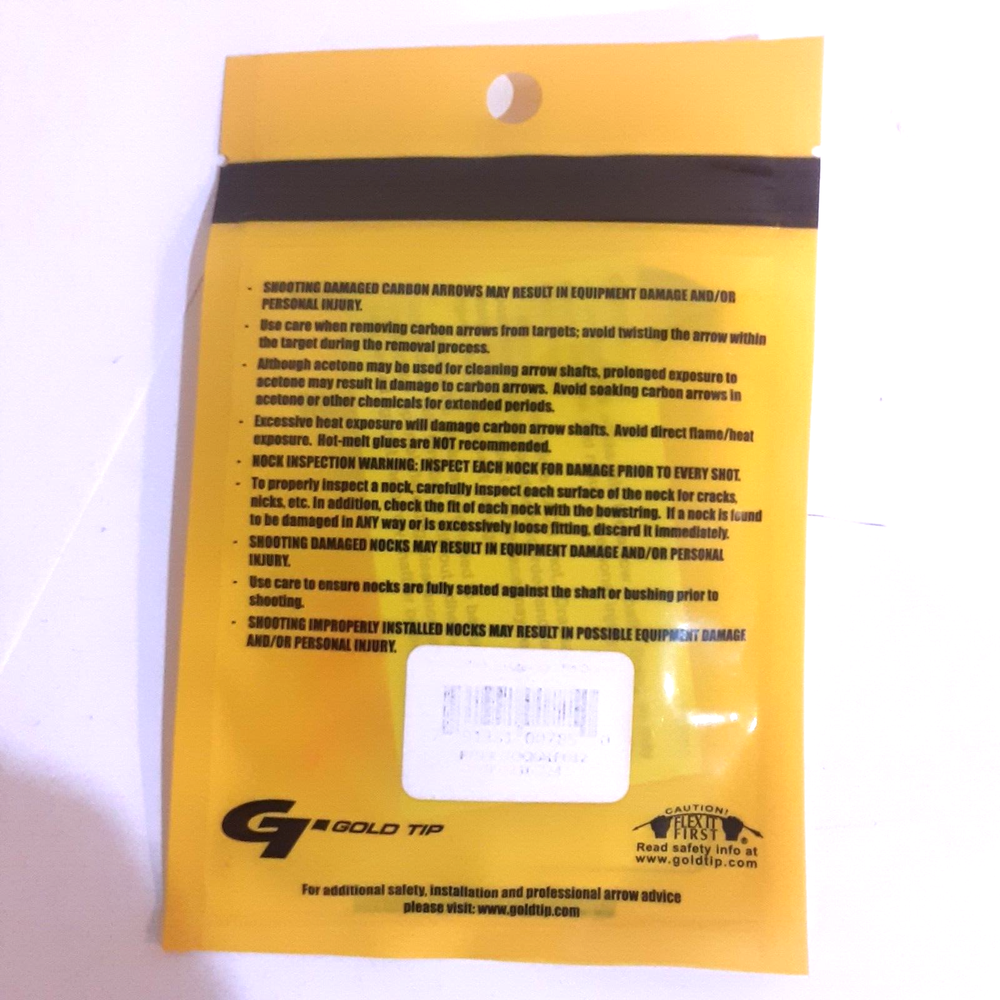 - SHOOTING DAMAGED CARBON ARROWS MAY RESULT IN EQUIPMENT DAMAGE AND/OR
PERSONAL INJURY.
- Use care when removing carbon arrows from targets; avoid twisting the arrow within
the target during the removal process.
- Although acetone may be used for cleaning arrow shafts, prolonged exposure to
acetone may result in damage to carbon arrows. Avoid soaking carbon arrows in
acetone or other chemicals for extended periods.
- Excessive heat exposure will damage carbon arrow shafts. Avoid direct flame/heat
exposure. Hot-melt glues are NOT recommended.
- NOCK INSPECTION WARNING: INSPECT EACH NOCK FOR DAMAGE PRIOR TO EVERY SHOT.
- To properly inspect a nock, carefully inspect each surface of the nock for cracks,
nicks, etc. In addition, check the fit of each nock with the bowstring. If a nock is found
to be damaged in ANY way or is excessively loose fitting, discard it immediately.
- SHOOTING DAMAGED NOCKS MAY RESULT IN EQUIPMENT DAMAGE AND/OR PERSONAL
INJURY.
- Use care to ensure nocks are fully seated against the shaft or bushing prior to
shooting.
- SHOOTING IMPROPERLY INSTALLED NOCKS MAY RESULT IN POSSIBLE EQUIPMENT DAMAGE
AND/OR PERSONAL INJURY.
GT GOLD TIP
CAUTION!
FLEX IT
FIRST ®
Read safety info at
www.goldtip.com
For additional safety, installation and professional arrow advice
please visit: www.goldtip.com